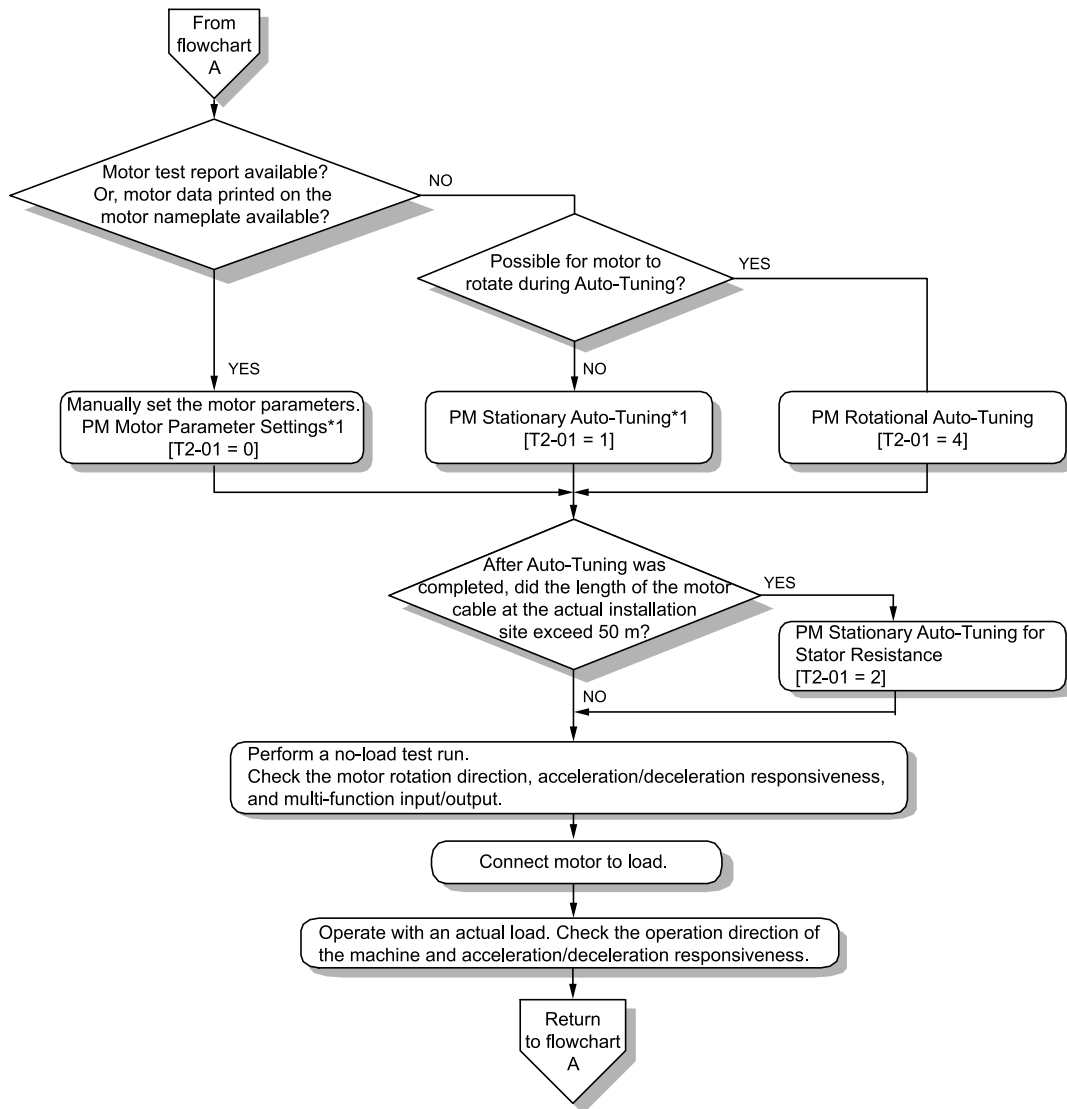 From
flowchart
A
Motor test report available?
Or, motor data printed on the
motor nameplate available?
NO
Possible for motor to
rotate during Auto-Tuning?
YES
YES
NO
Manually set the motor parameters.
PM Motor Parameter Settings*1
[T2-01 = 0]
PM Stationary Auto-Tuning*1
[T2-01 = 1]
PM Rotational Auto-Tuning
[T2-01 = 4]
After Auto-Tuning was
completed, did the length of the motor
cable at the actual installation
site exceed 50 m?
YES
PM Stationary Auto-Tuning for
Stator Resistance
[T2-01 = 2]
NO
Perform a no-load test run.
Check the motor rotation direction, acceleration/deceleration responsiveness,
and multi-function input/output.
Connect motor to load.
Operate with an actual load. Check the operation direction of
the machine and acceleration/deceleration responsiveness.
Return
to flowchart
A